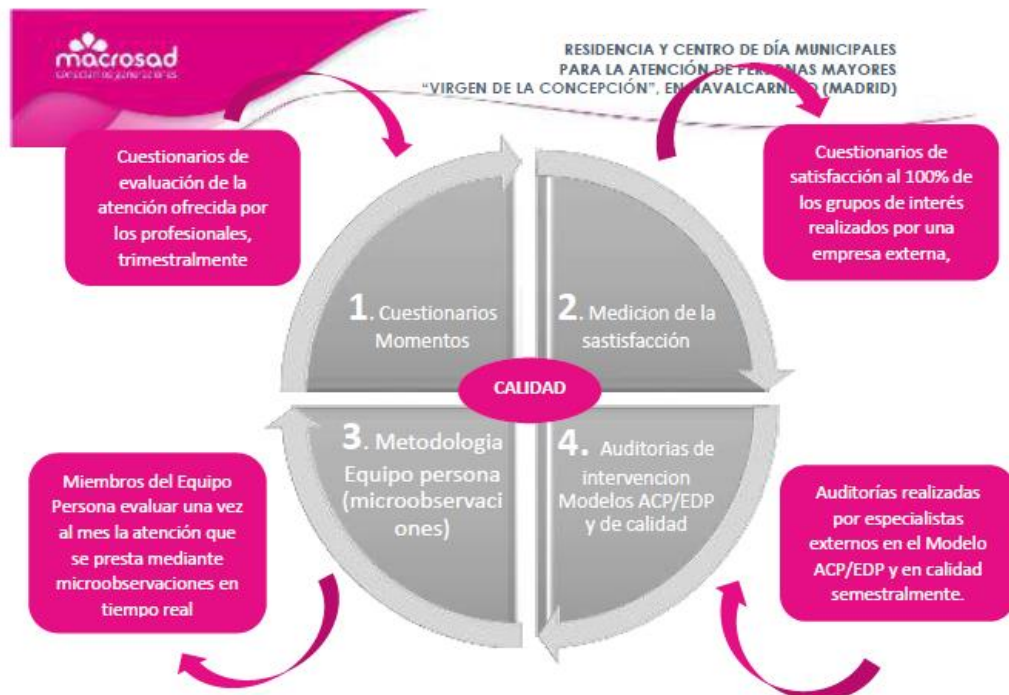 macrosad
RESIDENCIA Y CENTRO DE DÍA MUNICIPALES
PARA LA ATENCIÓN DE PERSONAS MAYORES
"VIRGEN DE LA CONCEPCIÓN", EN NAVALCARNERO (MADRID)
Cuestionarios de
evaluación de la
atención ofrecida por
los profesionales,
trimestralmente
Cuestionarios de
satisfacción al 100% de
los grupos de interés
realizados por una
empresa externa,
1. Cuestionarios
Momentos
2. Medicion de la
sastisfacción
CALIDAD
3. Metodologia
Equipo persona
(microobservaci
ones)
4. Auditorias de
intervencion
Modelos ACP/EDP
y de calidad
Miembros del Equipo
Persona evaluar una vez
al mes la atención que
se presta mediante
microobservaciones en
tiempo real
Auditorías realizadas
por especialistas
externos en el Modelo
ACP/EDP y en calidad
semestralmente.